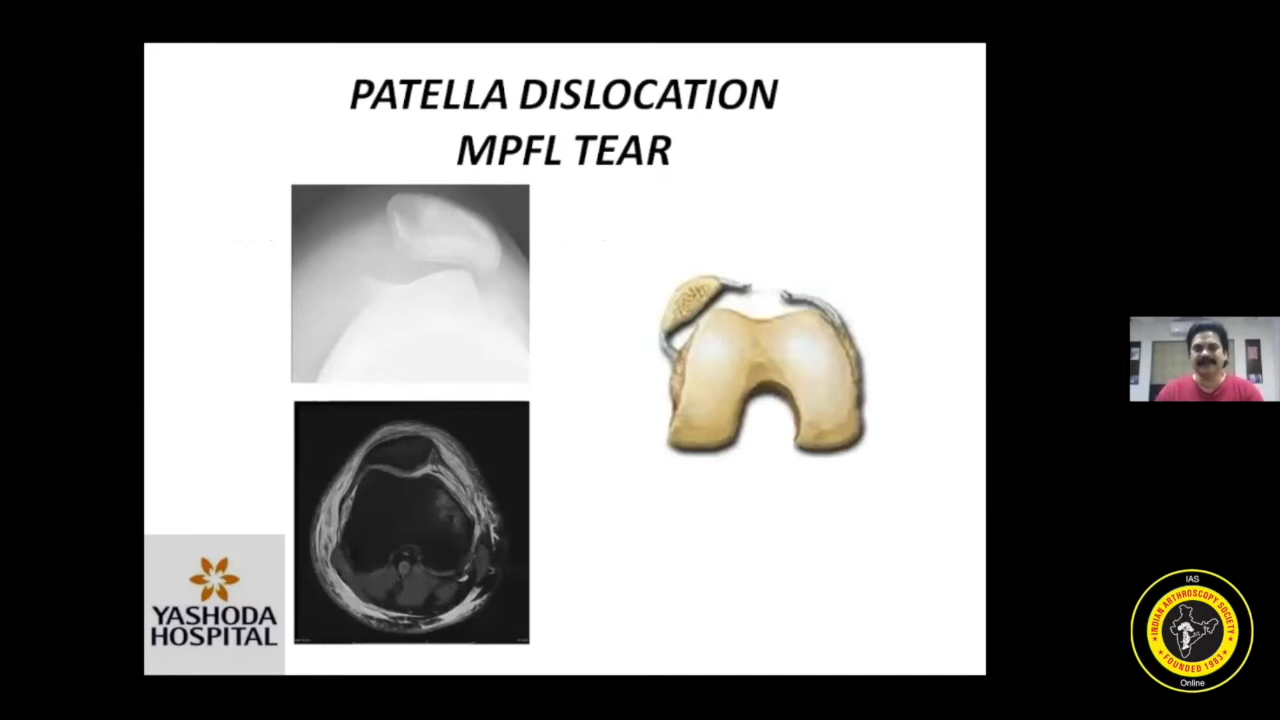 PATELLA DISLOCATION
MPFL TEAR
YASHODA
HOSPITAL
IAS
INDIAN ARTHROSCOPY SOCIETY
FOUNDED 1983
Online